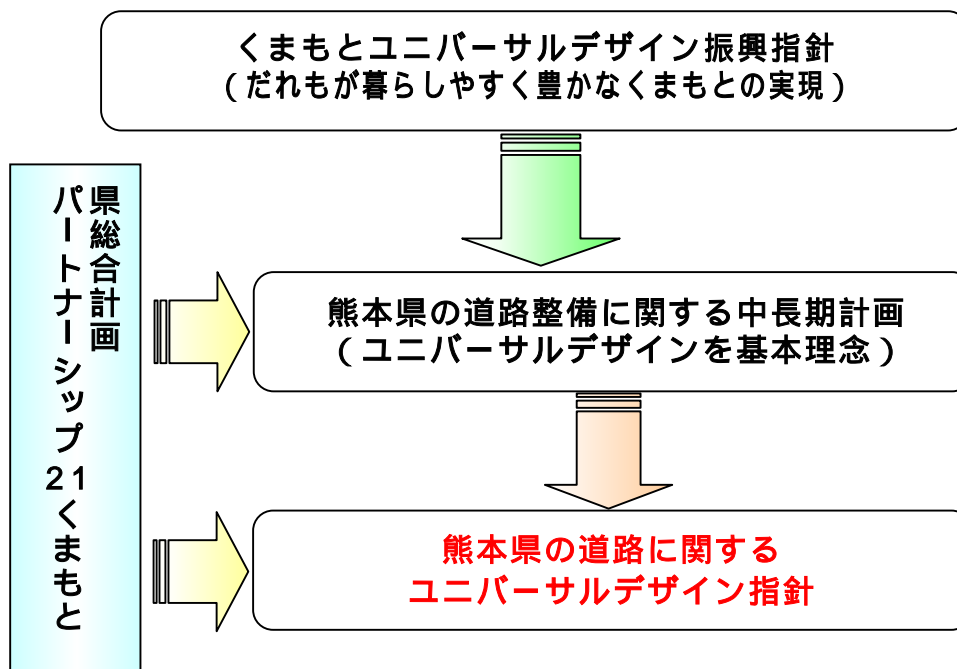 くまもとユニバーサルデザイン振興指針
（だれもが暮らしやすく豊かなくまもとの実現）
県総合計画
パートナーシップ21くまもと
熊本県の道路整備に関する中長期計画
（ユニバーサルデザインを基本理念）
熊本県の道路に関する
ユニバーサルデザイン指針